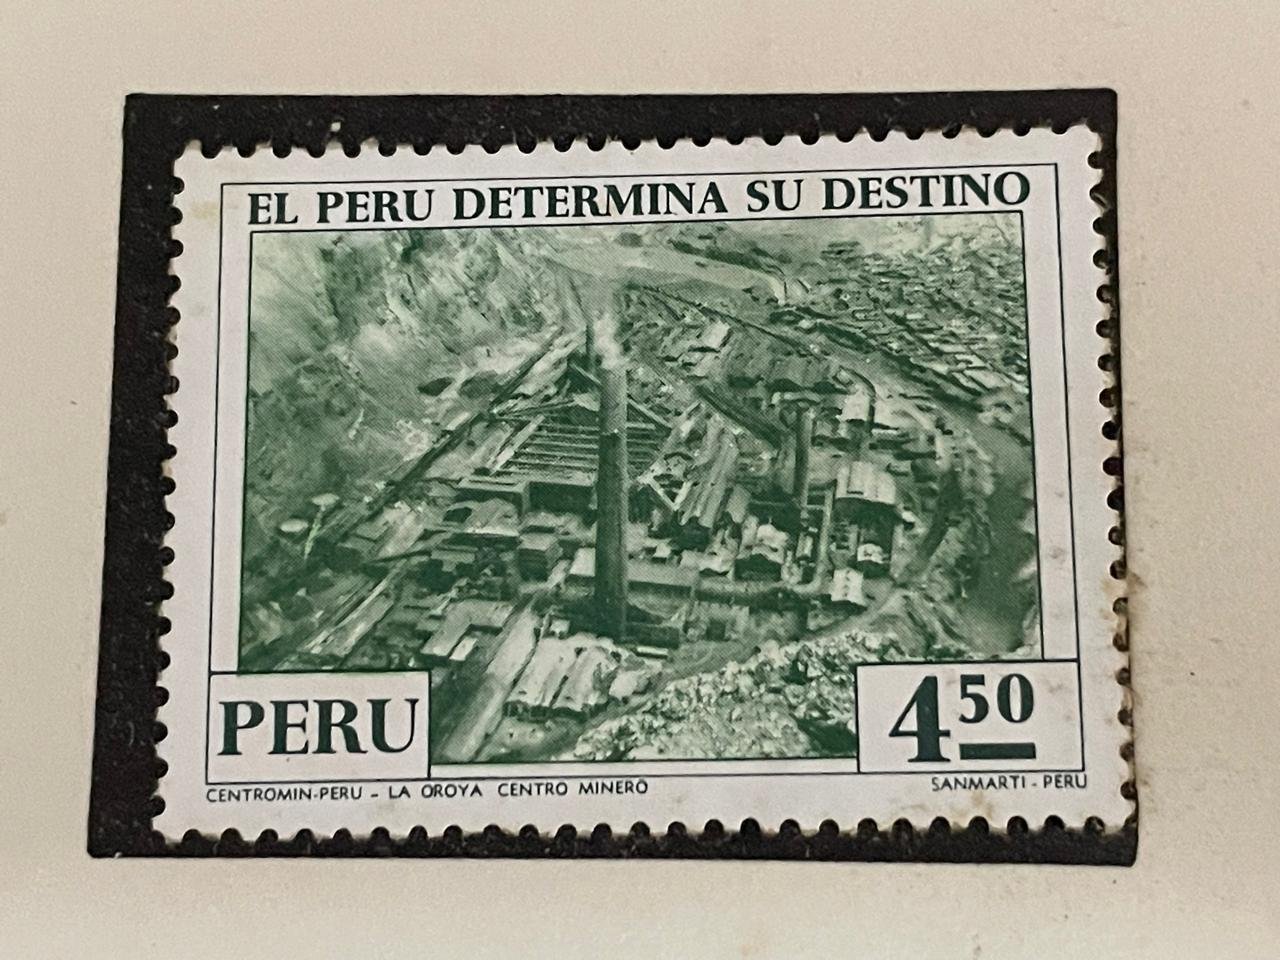 EL PERU DETERMINA SU DESTINO
PERU
4 50
CENTROMIN-PERU - LA OROYA CENTRO MINERO
SANMARTI - PERU